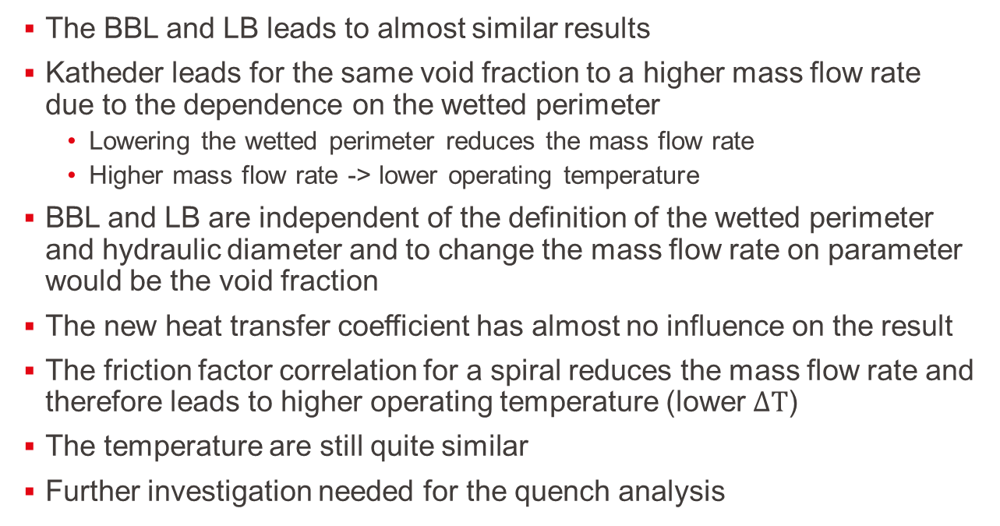 ▪ The BBL and LB leads to almost similar results
▪ Katheder leads for the same void fraction to a higher mass flow rate
due to the dependence on the wetted perimeter
• Lowering the wetted perimeter reduces the mass flow rate
• Higher mass flow rate -> lower operating temperature
▪ BBL and LB are independent of the definition of the wetted perimeter
and hydraulic diameter and to change the mass flow rate on parameter
would be the void fraction
▪ The new heat transfer coefficient has almost no influence on the result
▪ The friction factor correlation for a spiral reduces the mass flow rate and
therefore leads to higher operating temperature (lower ΔT)
▪ The temperature are still quite similar
▪ Further investigation needed for the quench analysis